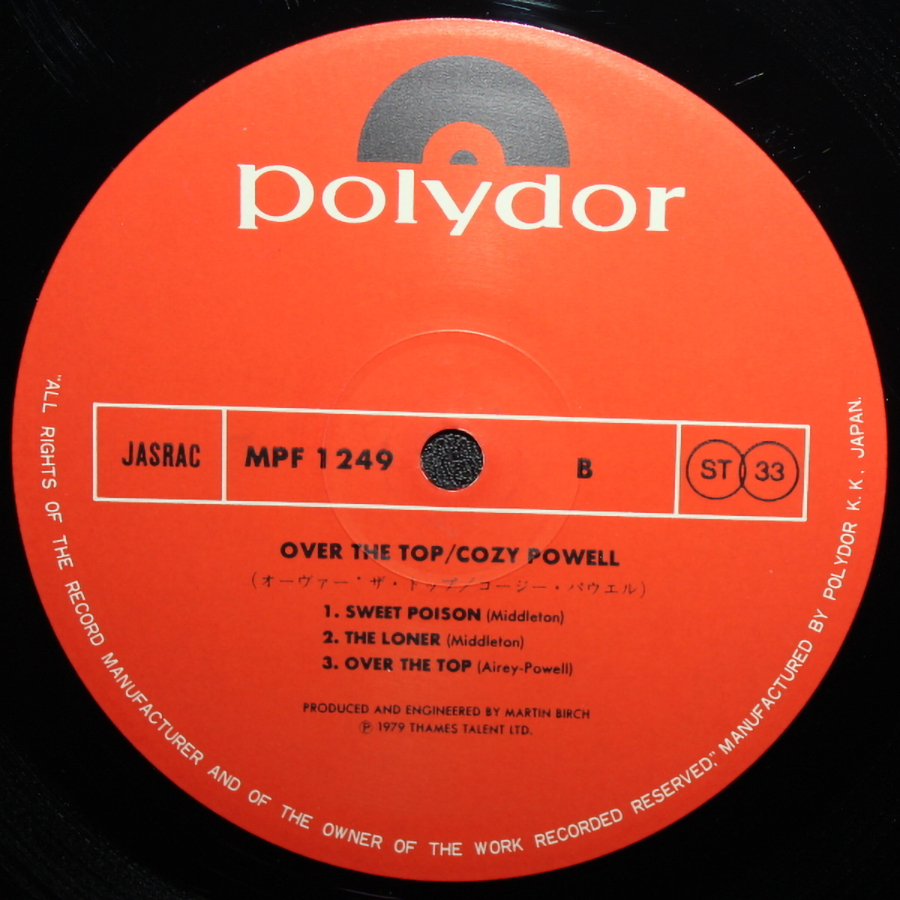 polydor
JASRAC
MPF 1249
B
ST 33
OVER THE TOP/COZY POWELL
(オーヴァー・ザ・トップ/コージー・パウエル)
1. SWEET POISON (Middleton)
2. THE LONER (Middleton)
3. OVER THE TOP (Airey-Powell)
PRODUCED AND ENGINEERED BY MARTIN BIRCH
Ⓟ 1979 THAMES TALENT LTD.
"ALL RIGHTS OF THE RECORD MANUFACTURER AND OF THE OWNER OF THE WORK RECORDED RESERVED," MANUFACTURED BY POLYDOR K.K. JAPAN.